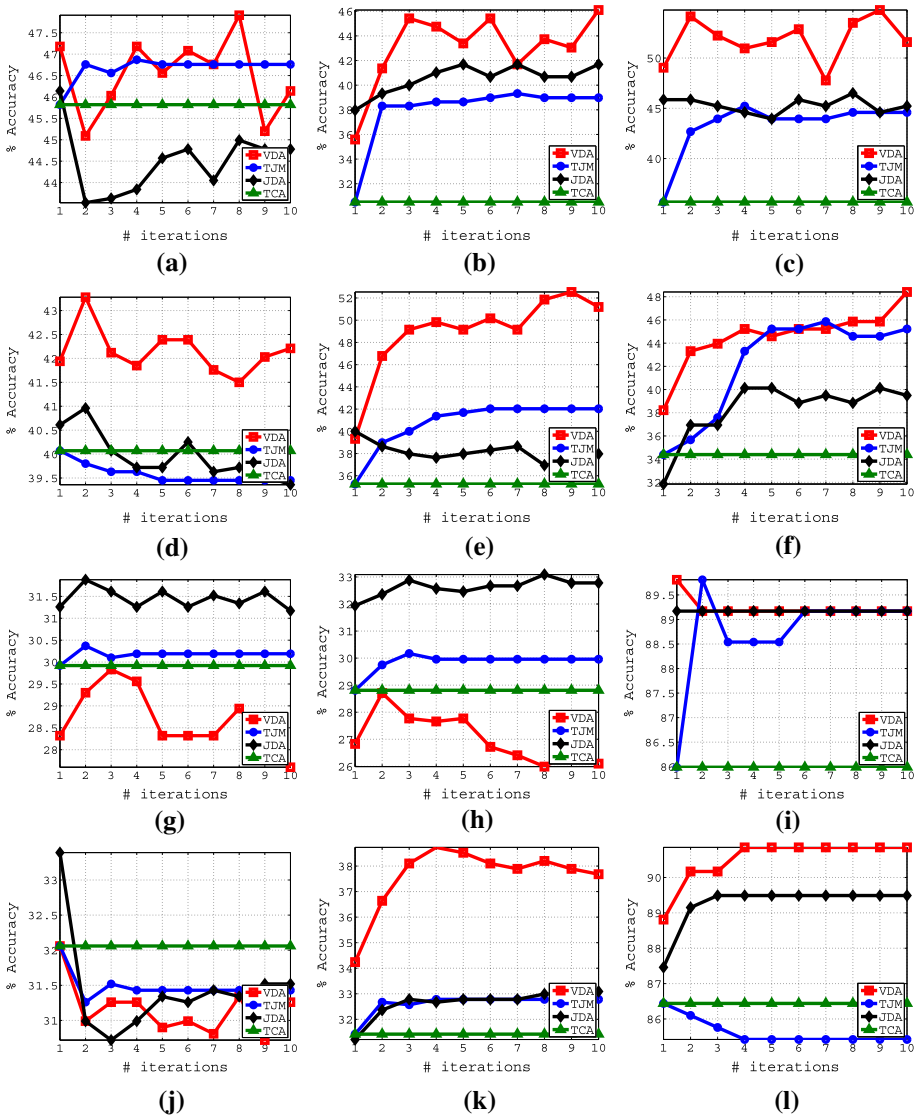 % Accuracy
47.5
47
46.5
46
45.5
45
44.5
44
1 2 3 4 5 6 7 8 9 10
VDA
TJM
JDA
TCA
# iterations
(a)
% Accuracy
46
44
42
40
38
36
34
32
30
1 2 3 4 5 6 7 8 9 10
VDA
TJM
JDA
TCA
# iterations
(b)
% Accuracy
50
45
40
1 2 3 4 5 6 7 8 9 10
VDA
TJM
JDA
TCA
# iterations
(c)
% Accuracy
43
42.5
42
41.5
41
40.5
40
39.5
1 2 3 4 5 6 7 8 9 10
VDA
TJM
JDA
TCA
# iterations
(d)
% Accuracy
52
50
48
46
44
42
40
38
36
1 2 3 4 5 6 7 8 9 10
VDA
TJM
JDA
TCA
# iterations
(e)
% Accuracy
48
46
44
42
40
38
36
34
32
1 2 3 4 5 6 7 8 9 10
VDA
TJM
JDA
TCA
# iterations
(f)
% Accuracy
31.5
31
30.5
30
29.5
29
28.5
28
1 2 3 4 5 6 7 8 9 10
VDA
TJM
JDA
TCA
# iterations
(g)
% Accuracy
33
32
31
30
29
28
27
26
1 2 3 4 5 6 7 8 9 10
VDA
TJM
JDA
TCA
# iterations
(h)
% Accuracy
89.5
89
88.5
88
87.5
87
86.5
86
1 2 3 4 5 6 7 8 9 10
VDA
TJM
JDA
TCA
# iterations
(i)
% Accuracy
33
32.5
32
31.5
31
1 2 3 4 5 6 7 8 9 10
VDA
TJM
JDA
TCA
# iterations
(j)
% Accuracy
38
37
36
35
34
33
32
31
1 2 3 4 5 6 7 8 9 10
VDA
TJM
JDA
TCA
# iterations
(k)
% Accuracy
90
89
88
87
86
1 2 3 4 5 6 7 8 9 10
VDA
TJM
JDA
TCA
# iterations
(l)